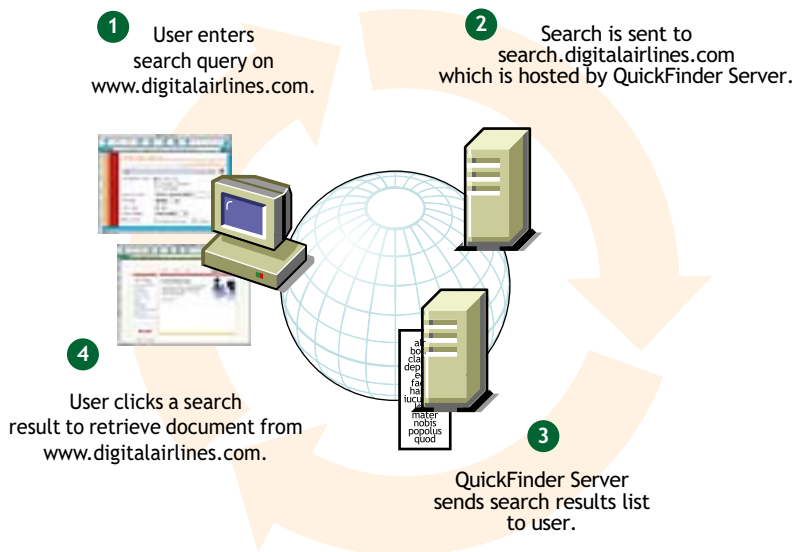 1
User enters
search query on
www.digitalairlines.com.
2
Search is sent to
search.digitalairlines.com
which is hosted by QuickFinder Server.
4
User clicks a search
result to retrieve document from
www.digitalairlines.com.
mater
nobis
popolus
quod
3
QuickFinder Server
sends search results list
to user.